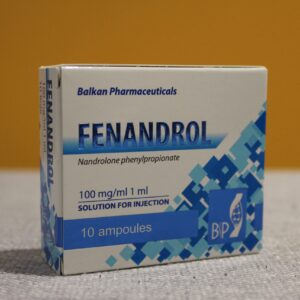 Balkan Pharmaceuticals
FENANDROL
Nandrolone phenylpropionate
100 mg/ml 1 ml
SOLUTION FOR INJECTION
10 ampoules
BP
FENANDROL